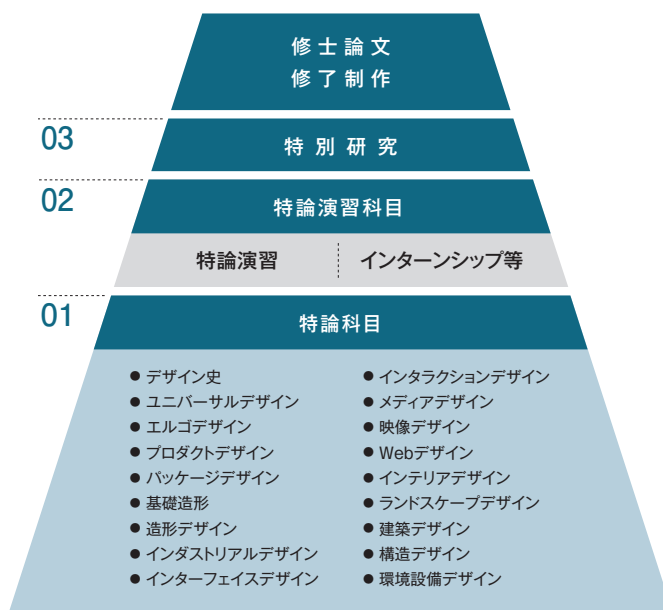 修士論文
修了制作
03
特別研究
02
特論演習科目
特論演習
インターンシップ等
01
特論科目
● デザイン史
● ユニバーサルデザイン
● エルゴデザイン
● プロダクトデザイン
● パッケージデザイン
● 基礎造形
● 造形デザイン
● インダストリアルデザイン
● インターフェイスデザイン
● インタラクションデザイン
● メディアデザイン
● 映像デザイン
● Webデザイン
● インテリアデザイン
● ランドスケープデザイン
● 建築デザイン
● 構造デザイン
● 環境設備デザイン